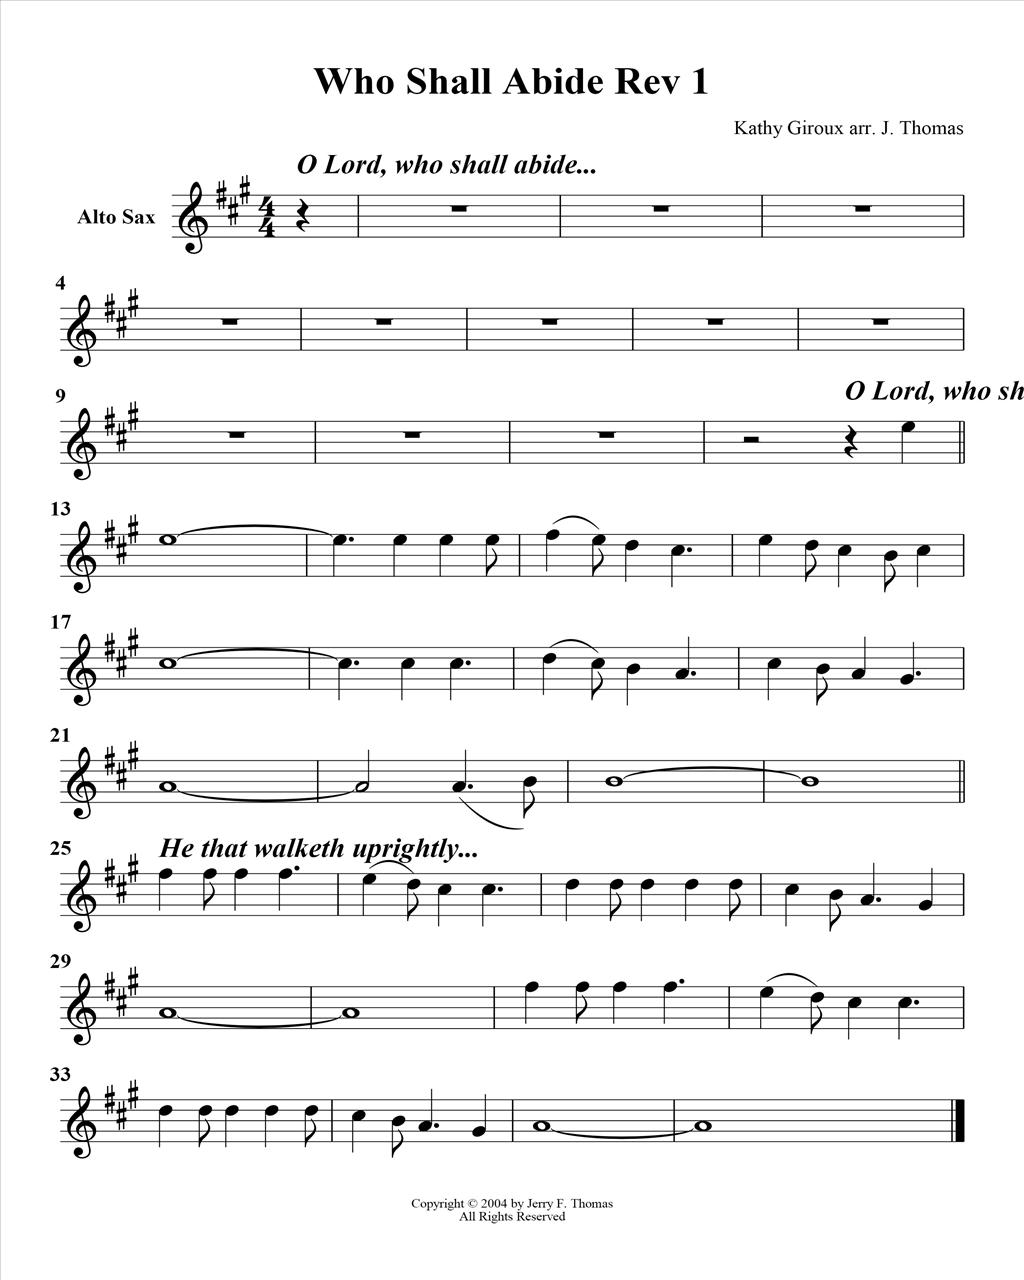 Who Shall Abide Rev 1
Kathy Giroux arr. J. Thomas
O Lord, who shall abide...
Alto Sax
4
4
4
9
O Lord, who sh
13
17
21
25
He that walketh uprightly...
29
33
Copyright © 2004 by Jerry F. Thomas
All Rights Reserved